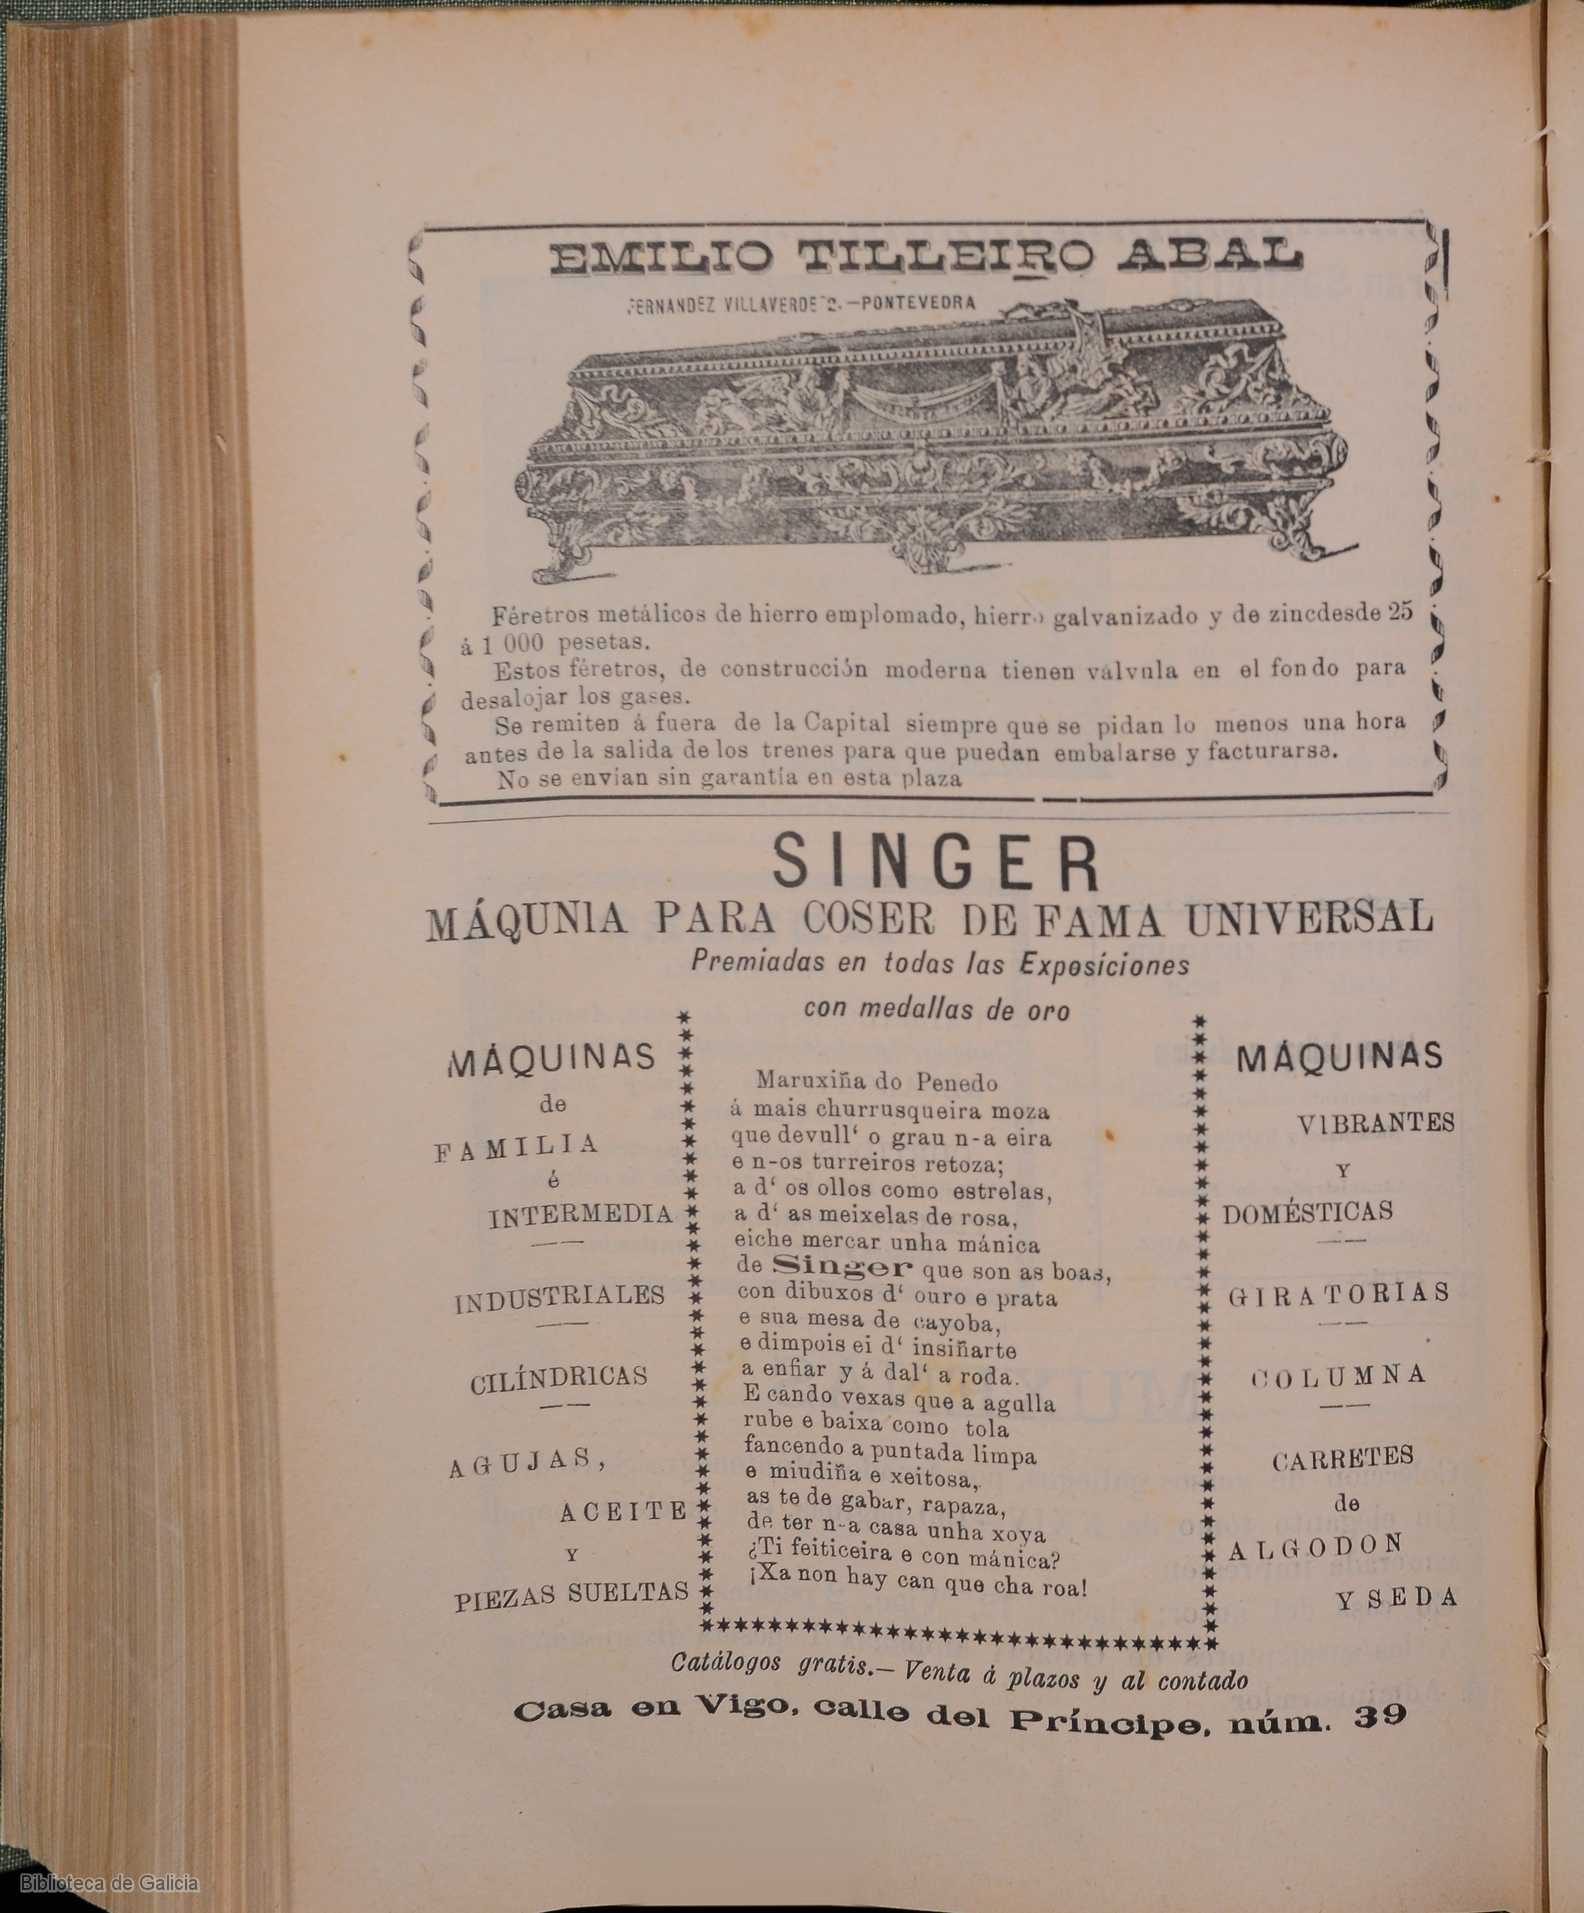 EMILIO TILLEIRO ABAL
FERNANDEZ VILLAVERDE 2.—PONTEVEDRA
Féretros metálicos de hierro emplomado, hierro galvanizado y de zincdesde 25
á 1 000 pesetas.
Estos féretros, de construcción moderna tienen válvula en el fondo para
desalojar los gases.
Se remiten á fuera de la Capital siempre que se pidan lo menos una hora
antes de la salida de los trenes para que puedan embalarse y facturarse.
No se envían sin garantía en esta plaza
SINGER
MÁQUN1A PARA COSER DE FAMA UN1VERSAL
Premiadas en todas las Exposíciones
con medallas de oro
MÁQUINAS
de
FAMILIA
é
INTERMEDIA
INDUSTRIALES
CILÍNDR1CAS
AGUJAS,
ACEITE
Y
PIEZAS SUELTAS
Maruxiña do Penedo
á mais churrusqueira moza
que devull‘ o grau n-a eira
e n-os turreiros retoza;
a d‘ os ollos como estrelas,
a d‘ as meixelas de rosa,
eiche mercar unha mánica
de Singer que son as boas,
con dibuxos d‘ ouro e prata
e sua mesa de cayoba,
e dimpois ei d‘ insiñarte
a enfiar y á dal‘ a roda.
E cando vexas que a agulla
rube e baixa como tola
fancendo a puntada limpa
e miudiña e xeitosa,
as te de gabar, rapaza,
de ter n-a casa unha xoya
¿Ti feiticeira e con mánica?
¡Xa non hay can que cha roa!
MÁQUINAS
V1BRANTES
Y
DOMÉSTICAS
GIRATORIAS
COLUMNA
CARRETES
de
ALGODON
Y SEDA
Catálogos gratis.— Venta á plazos y al contado
Casa en Vigo, calle del Príncipe, núm. 39
Biblioteca de Galicia